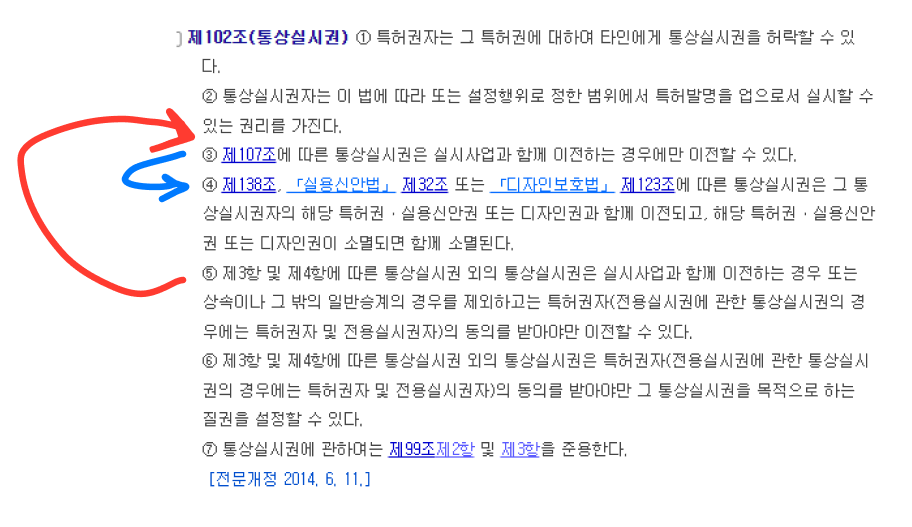 제102조(통상실시권) ① 특허권자는 그 특허권에 대하여 타인에게 통상실시권을 허락할 수 있
다.
② 통상실시권자는 이 법에 따라 또는 설정행위로 정한 범위에서 특허발명을 업으로서 실시할 수
있는 권리를 가진다.
③ 제107조에 따른 통상실시권은 실시사업과 함께 이전하는 경우에만 이전할 수 있다.
④ 제138조, 「실용신안법」 제32조 또는 「디자인보호법」 제123조에 따른 통상실시권은 그 통
상실시권자의 해당 특허권ㆍ실용신안권 또는 디자인권과 함께 이전되고, 해당 특허권ㆍ실용신안
권 또는 디자인권이 소멸되면 함께 소멸된다.
⑤ 제3항 및 제4항에 따른 통상실시권 외의 통상실시권은 실시사업과 함께 이전하는 경우 또는
상속이나 그 밖의 일반승계의 경우를 제외하고는 특허권자(전용실시권에 관한 통상실시권의 경
우에는 특허권자 및 전용실시권자)의 동의를 받아야만 이전할 수 있다.
⑥ 제3항 및 제4항에 따른 통상실시권 외의 통상실시권은 특허권자(전용실시권에 관한 통상실시
권의 경우에는 특허권자 및 전용실시권자)의 동의를 받아야만 그 통상실시권을 목적으로 하는
질권을 설정할 수 있다.
⑦ 통상실시권에 관하여는 제99조제2항 및 제3항을 준용한다.
[전문개정 2014. 6. 11.]